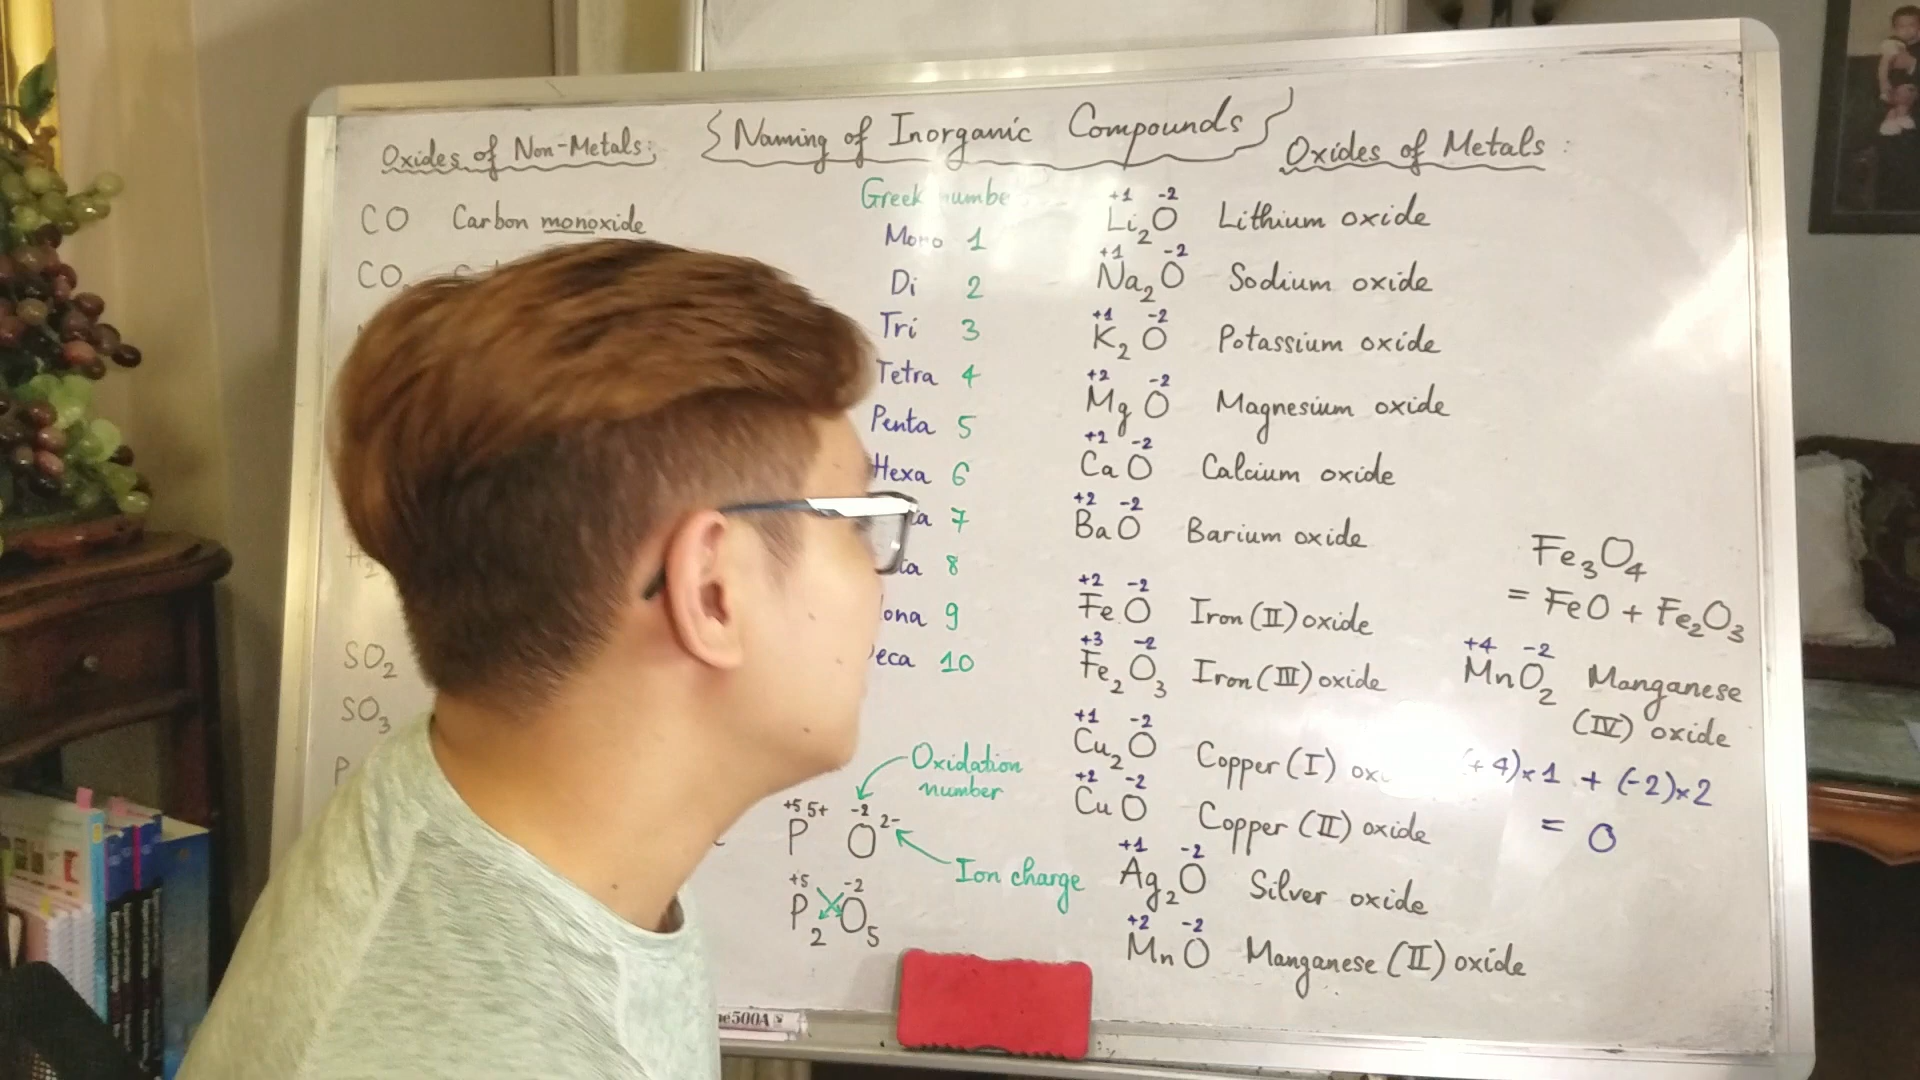 {Naming of Inorganic Compounds}
Oxides of Non-Metals:
CO Carbon monoxide
CO
SO2
SO3
P
Greek
Mono 1
Di 2
Tri 3
Tetra 4
Penta 5
Hexa 6
7
8
9
10
Oxidation
number
+5 5+ -2 2-
P O
Ion charge
+5 -2
P2O5
Oxides of Metals:
+1 -2
Li2O Lithium oxide
+1 -2
Na2O Sodium oxide
+1 -2
K2O Potassium oxide
+2 -2
MgO Magnesium oxide
+2 -2
CaO Calcium oxide
+2 -2
BaO Barium oxide
+2 -2
FeO Iron (II) oxide
+3 -2
Fe2O3 Iron (III) oxide
+1 -2
Cu2O Copper (I)
+2 -2
CuO Copper (II) oxide
+1 -2
Ag2O Silver oxide
+2 -2
MnO Manganese (II) oxide
Fe3O4
= FeO + Fe2O3
+4 -2
MnO2 Manganese
(IV) oxide
(+4)×1 + (-2)×2
= 0